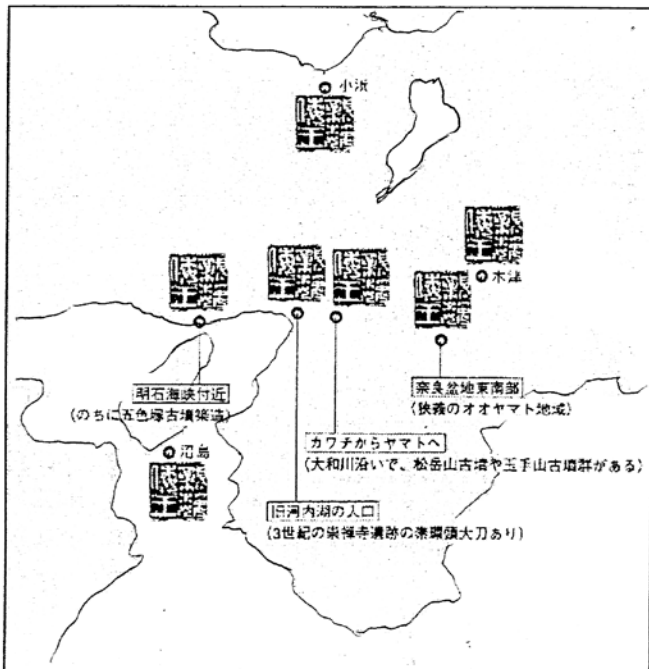 小浜
木津
明石海峡付近
(のちに五色塚古墳築造)
奈良盆地東南部
(狭義のオオヤマト地域)
カワチからヤマトへ
(大和川沿いで、松岳山古墳や玉手山古墳群がある)
沼島
旧河内湖の入口
(3世紀の崇禅寺遺跡の素環頭大刀あり)